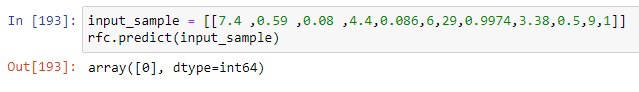 In [193]: input_sample = [[7.4 ,0.59 ,0.08 ,4.4,0.086,6,29,0.9974,3.38,0.5,9,1]]
rfc.predict(input_sample)
Out[193]: array([0], dtype=int64)